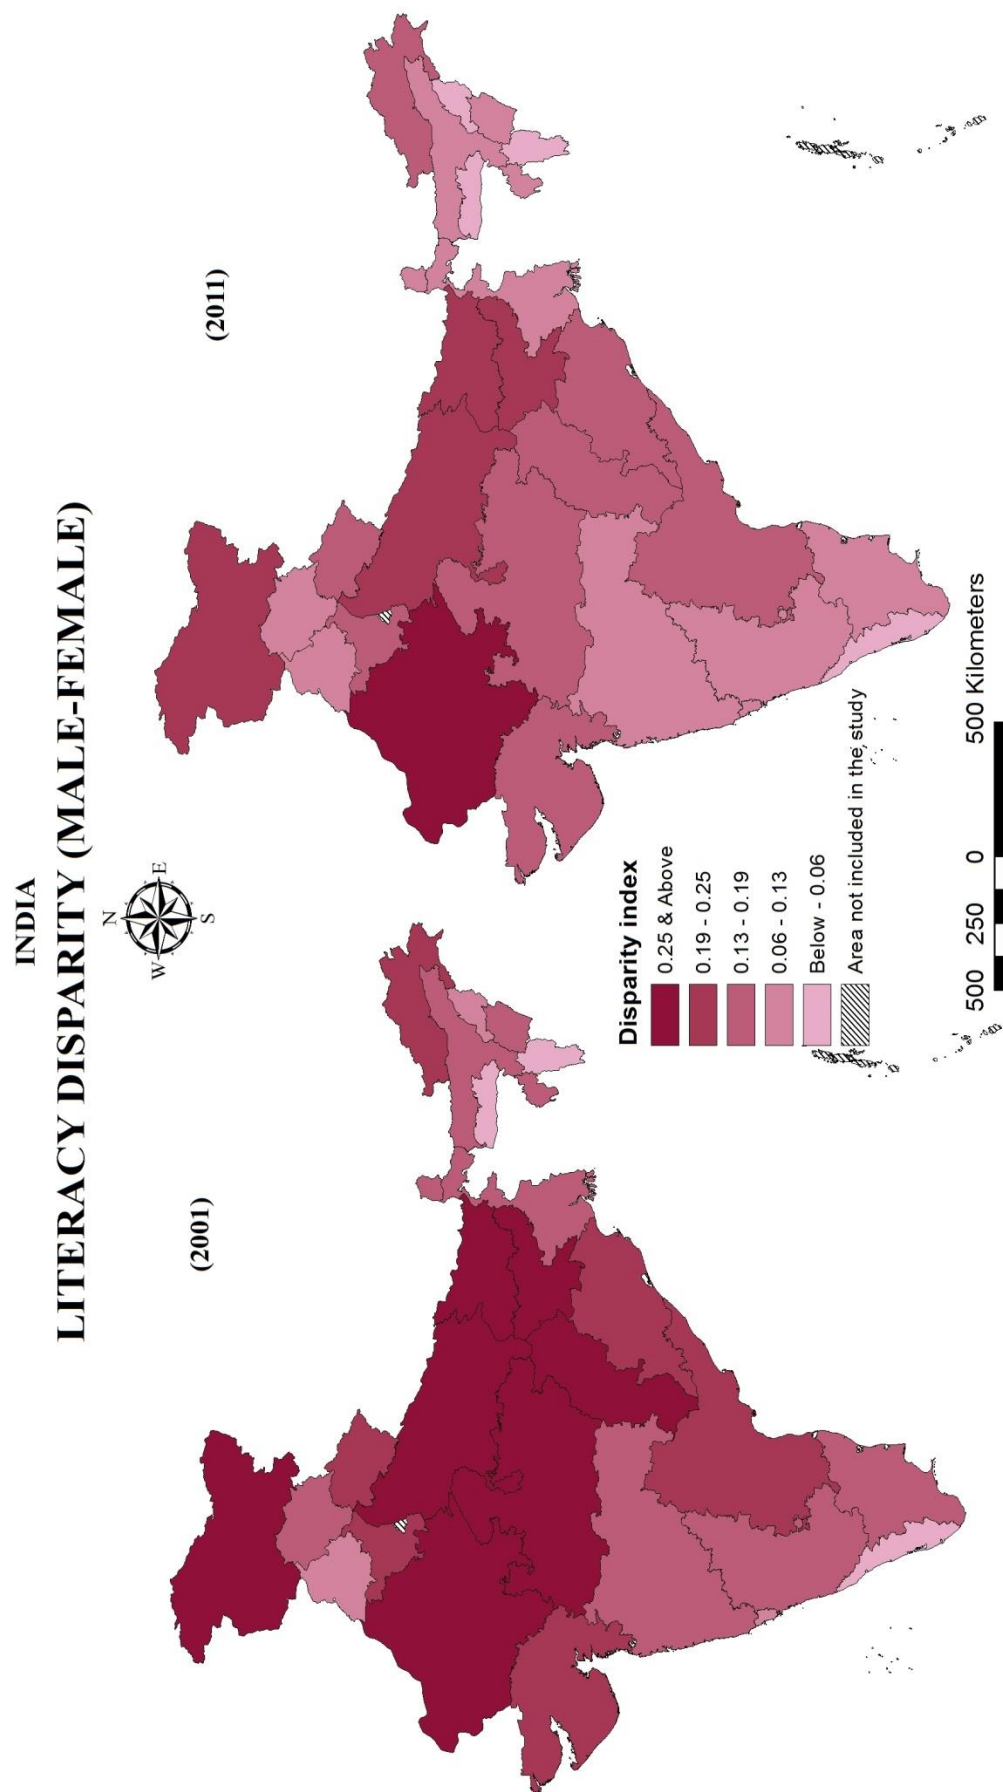 INDIA
LITERACY DISPARITY (MALE-FEMALE)
N
W
E
S
(2001)
(2011)
Disparity index
0.25 & Above
0.19 - 0.25
0.13 - 0.19
0.06 - 0.13
Below - 0.06
Area not included in the study
500 250 0 500 Kilometers